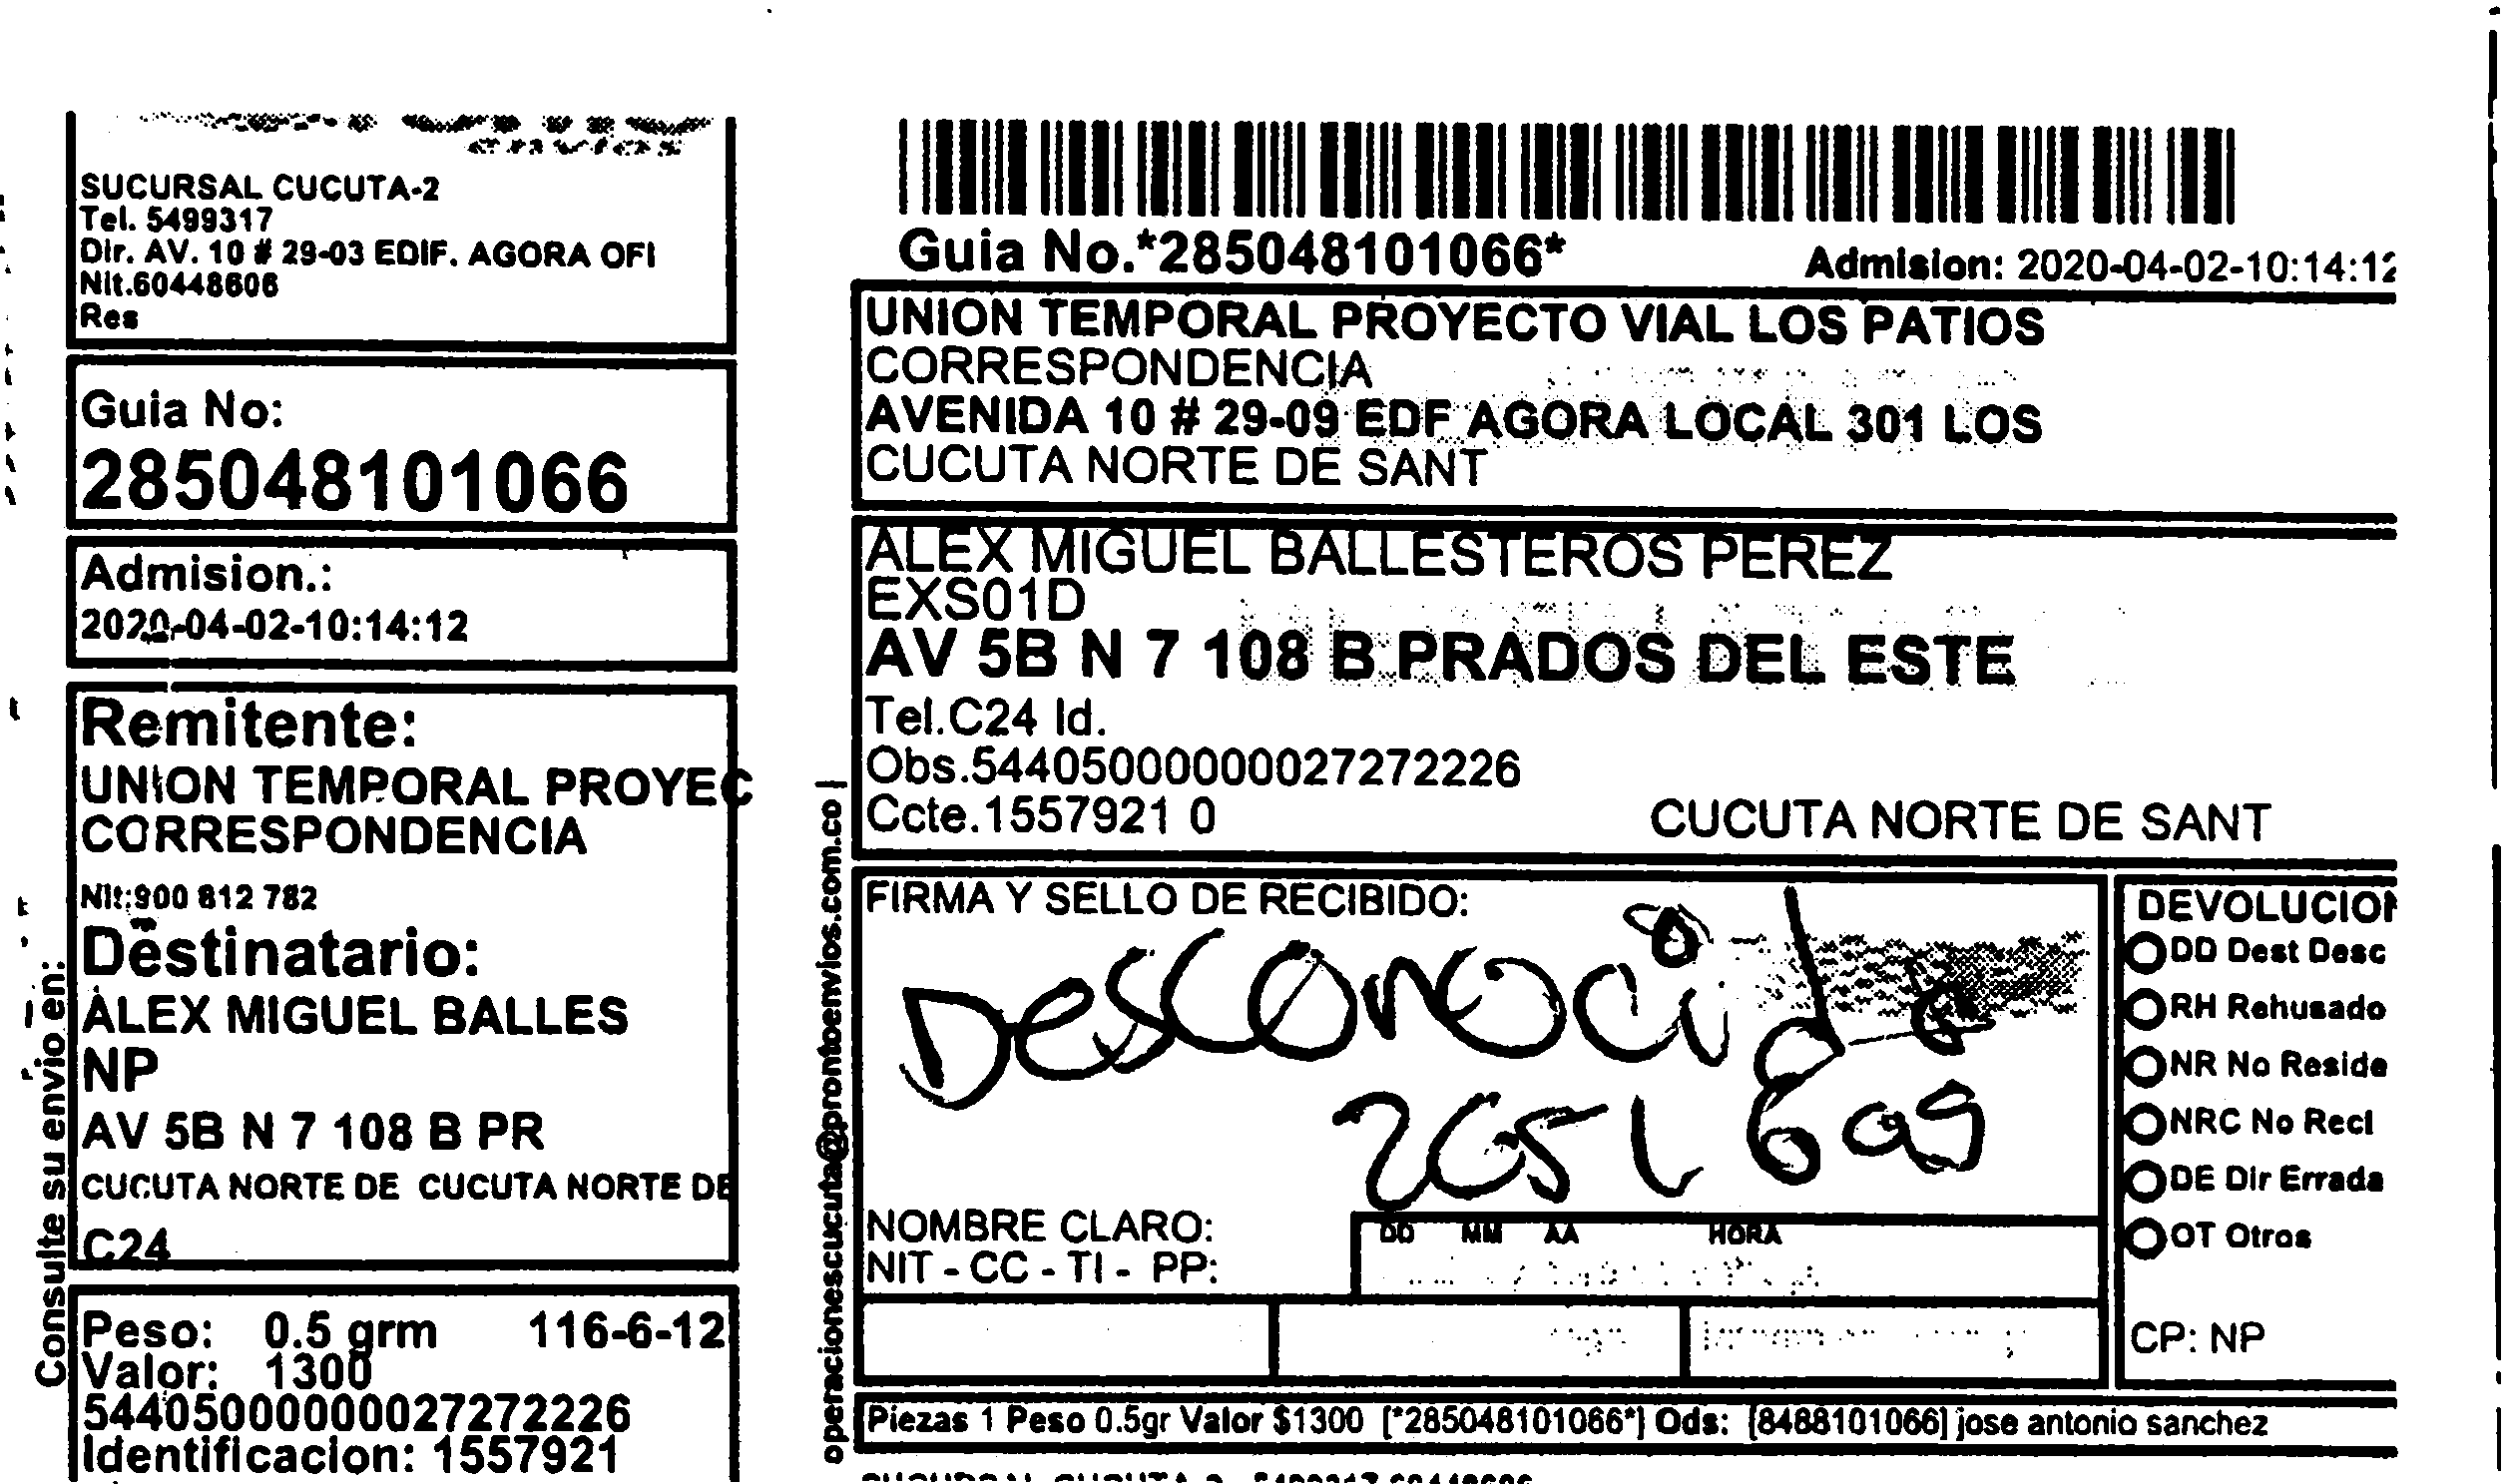 envios
SUCURSAL CUCUTA-2
Tel. 5499317
Dir. AV. 10 # 29-03 EDIF. AGORA OFI
Nit.60448606
Res
Guia No:
285048101066
Admision.:
2020-04-02-10:14:12
Remitente:
UNION TEMPORAL PROYEC
CORRESPONDENCIA
Nit:900 812 782
Destinatario:
ALEX MIGUEL BALLES
NP
AV 5B N 7 108 B PR
CUCUTA NORTE DE CUCUTA NORTE DE
C24
Peso: 0.5 grm 116-6-12
Valor: 1300
544050000000027272226
Identificacion: 1557921
Consulte su envio en:
operacionescucuta@prontoenvios.com.co |
Guia No.*285048101066*
Admision: 2020-04-02-10:14:12
UNION TEMPORAL PROYECTO VIAL LOS PATIOS
CORRESPONDENCIA
AVENIDA 10 # 29-09 EDF AGORA LOCAL 301 LOS
CUCUTA NORTE DE SANT
ALEX MIGUEL BALLESTEROS PEREZ
EXS01D
AV 5B N 7 108 B PRADOS DEL ESTE
Tel.C24 Id.
Obs.544050000000027272226
Ccte.1557921 0
CUCUTA NORTE DE SANT
FIRMA Y SELLO DE RECIBIDO:
Desconocido
NOMBRE CLARO:
NIT - CC - TI - PP:
DD MM AA HORA
DEVOLUCION
DD Dest Desc
RH Rehusado
NR No Reside
NRC No Recl
DE Dir Errada
OT Otros
CP: NP
Piezas 1 Peso 0.5gr Valor $1300 [*285048101066*] Ods: [8488101066] jose antonio sanchez